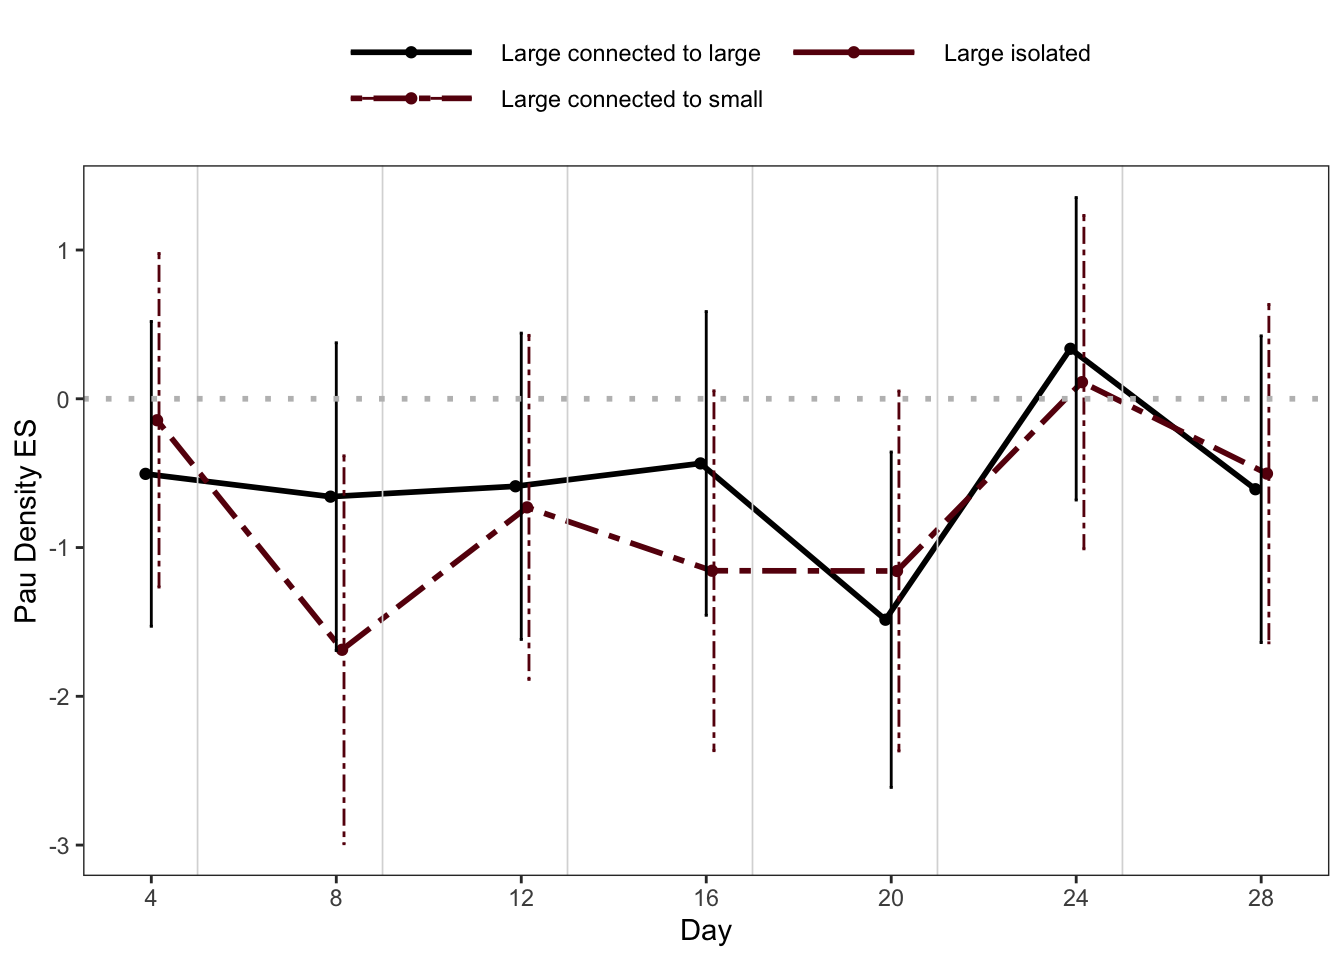 Large connected to large
Large isolated
Large connected to small
Pau Density ES
1
0
-1
-2
-3
4 8 12 16 20 24 28
Day